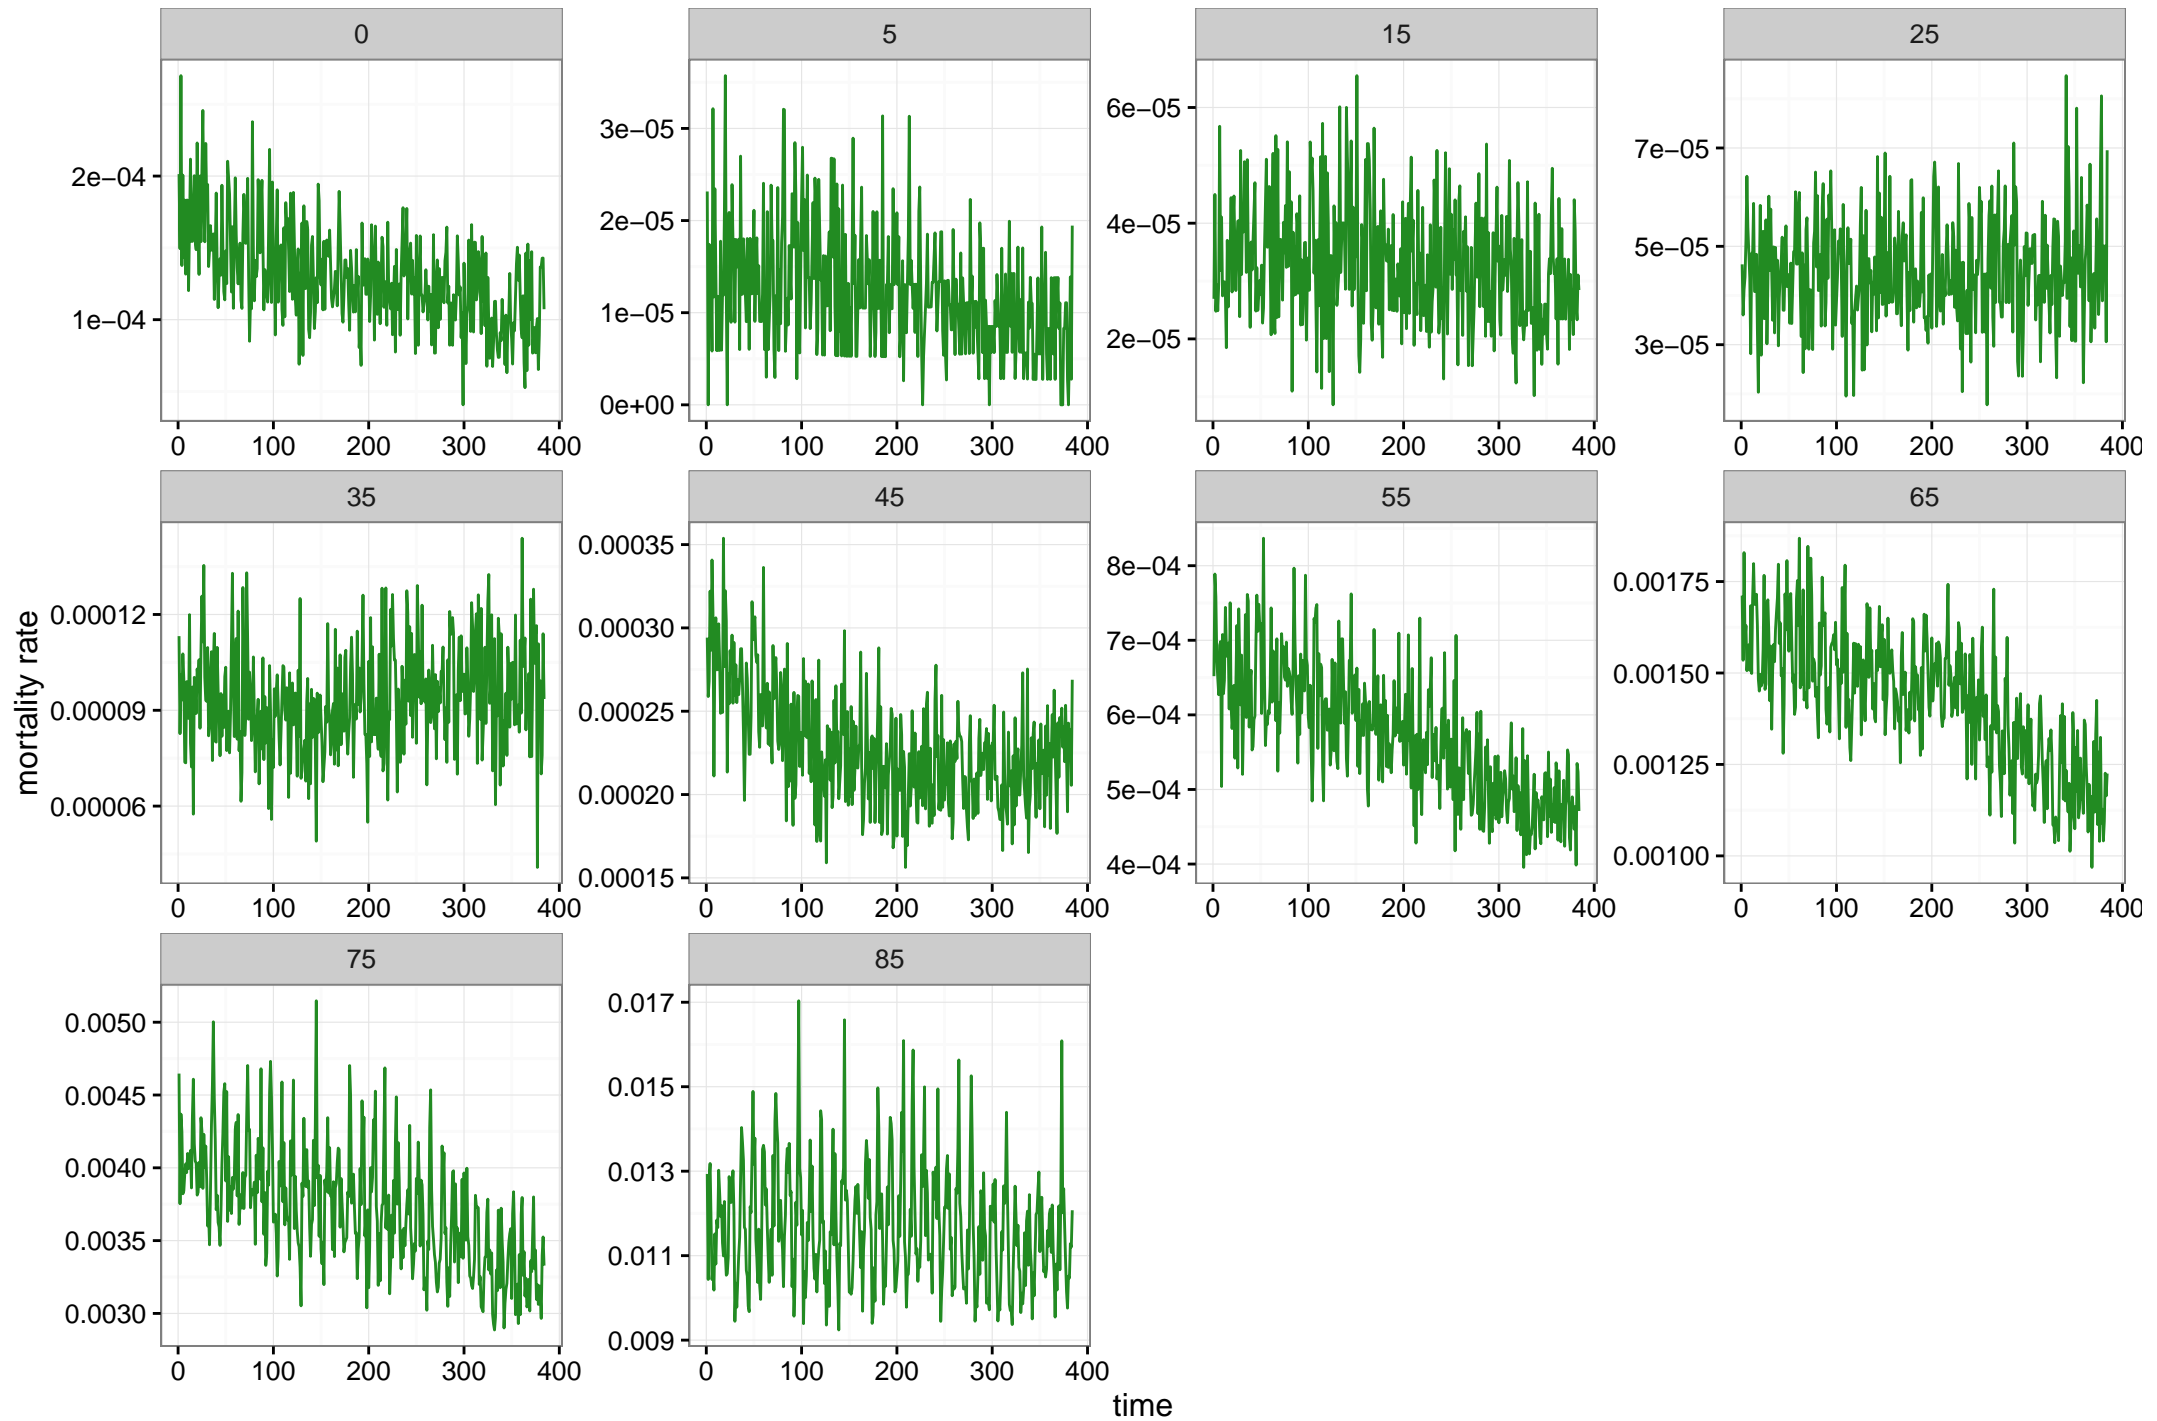 0 5 15 25
2e−04
1e−04
3e−05
2e−05
1e−05
0e+00
6e−05
4e−05
2e−05
7e−05
5e−05
3e−05
0 100 200 300 400 0 100 200 300 400 0 100 200 300 400 0 100 200 300 400
35 45 55 65
0.00012
0.00009
0.00006
0.00035
0.00030
0.00025
0.00020
0.00015
8e−04
7e−04
6e−04
5e−04
4e−04
0.00175
0.00150
0.00125
0.00100
0 100 200 300 400 0 100 200 300 400 0 100 200 300 400 0 100 200 300 400
75 85
0.0050
0.0045
0.0040
0.0035
0.0030
0.017
0.015
0.013
0.011
0.009
0 100 200 300 400 0 100 200 300 400
time
mortality rate